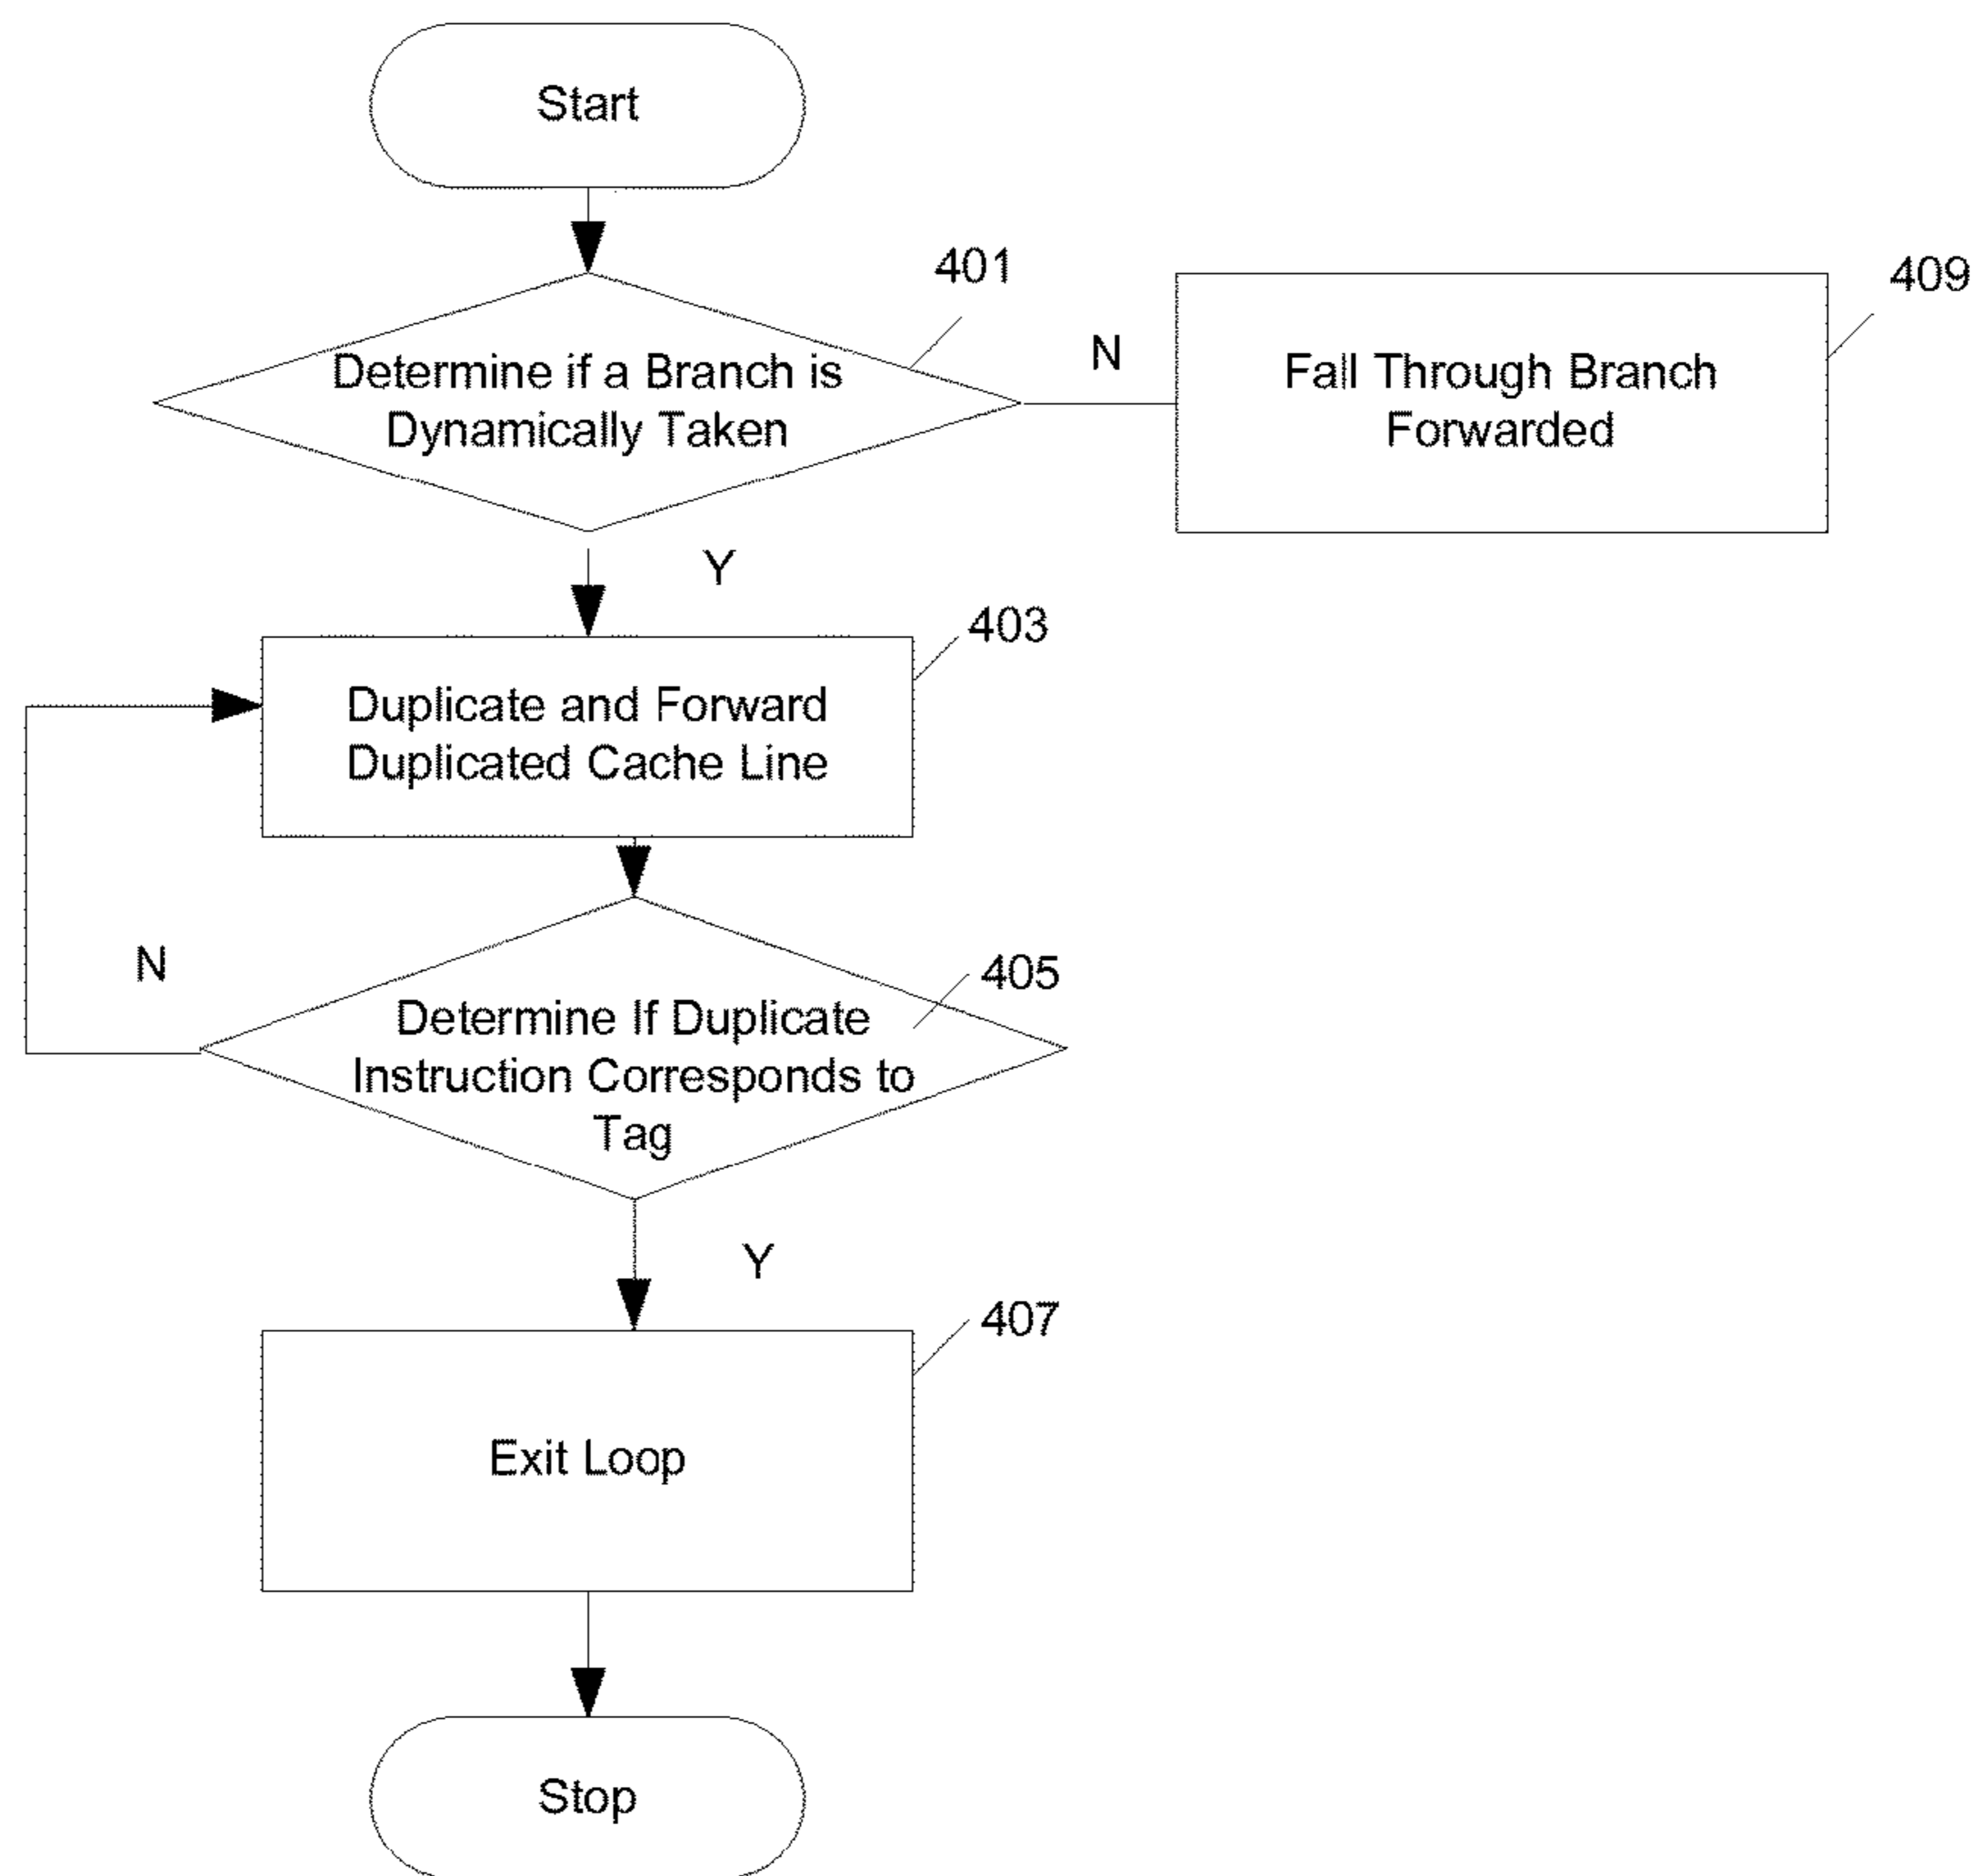 Start
401
Determine if a Branch is
Dynamically Taken
N
409
Fall Through Branch
Forwarded
Y
403
Duplicate and Forward
Duplicated Cache Line
N
405
Determine If Duplicate
Instruction Corresponds to
Tag
Y
407
Exit Loop
Stop